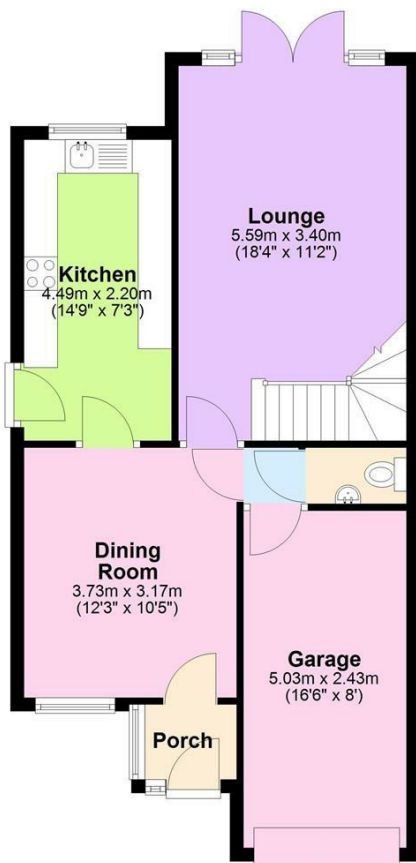 Lounge
5.59m x 3.40m
(18'4" x 11'2")
Kitchen
4.49m x 2.20m
(14'9" x 7'3")
Dining
Room
3.73m x 3.17m
(12'3" x 10'5")
Garage
5.03m x 2.43m
(16'6" x 8')
Porch